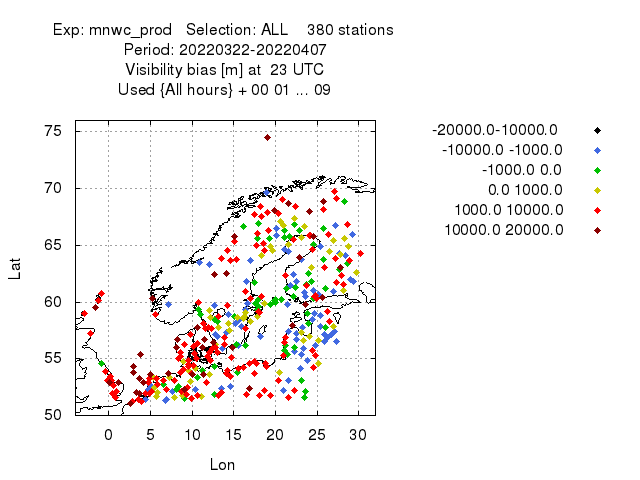 Exp: mnwc_prod Selection: ALL 380 stations
Period: 20220322-20220407
Visibility bias [m] at 23 UTC
Used {All hours} + 00 01 ... 09
-20000.0-10000.0
-10000.0 -1000.0
-1000.0 0.0
0.0 1000.0
1000.0 10000.0
10000.0 20000.0
75
70
65
60
55
50
Lat
0 5 10 15 20 25 30
Lon